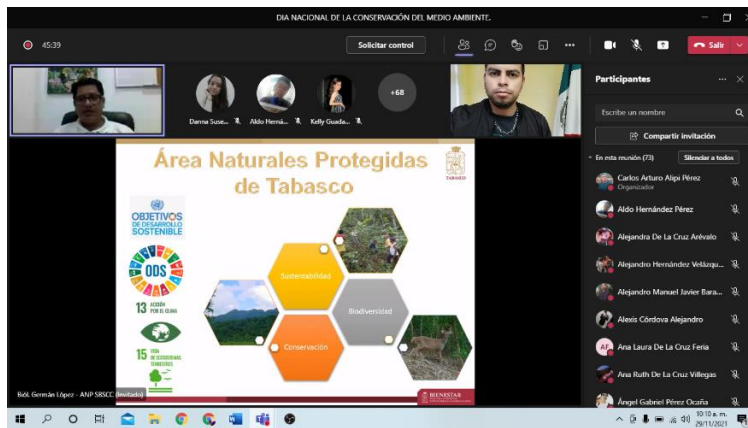 DIA NACIONAL DE LA CONSERVACIÓN DEL MEDIO AMBIENTE.
45:39
Solicitar control
Salir
Danna Suse...
Aldo Herná...
Kelly Guada...
+68
Participantes
Escribe un nombre
Compartir invitación
En esta reunión (73)
Silenciar a todos
Carlos Arturo Alipi Pérez
Organizador
Aldo Hernández Pérez
Alejandra De La Cruz Arévalo
Alejandro Hernández Velázqu...
Alejandro Manuel Javier Bara...
Alexis Córdova Alejandro
AF
Ana Laura De La Cruz Feria
Ana Ruth De La Cruz Villegas
Ángel Gabriel Pérez Ocaña
Área Naturales Protegidas
de Tabasco
TABASCO
OBJETIVOS
DE DESARROLLO
SOSTENIBLE
ODS
13 ACCIÓN
POR EL CLIMA
15 VIDA
DE ECOSISTEMAS
TERRESTRES
Sustentabilidad
Biodiversidad
Conservación
BIENESTAR
Biól. Germán López - ANP SBSCC (Invitado)
10:10 a. m.
29/11/2021